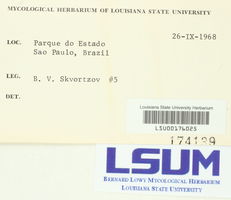 MYCOLOGICAL HERBARIUM OF LOUISIANA STATE UNIVERSITY
26-IX-1968
LOC. Parque do Estado
Sao Paulo, Brazil
LEG. B. V. Skvortzov #5
DET.
Louisiana State University Herbarium
LSU00176025
174139
LSUM
BERNARD LOWY MYCOLOGICAL HERBARIUM
LOUISIANA STATE UNIVERSITY